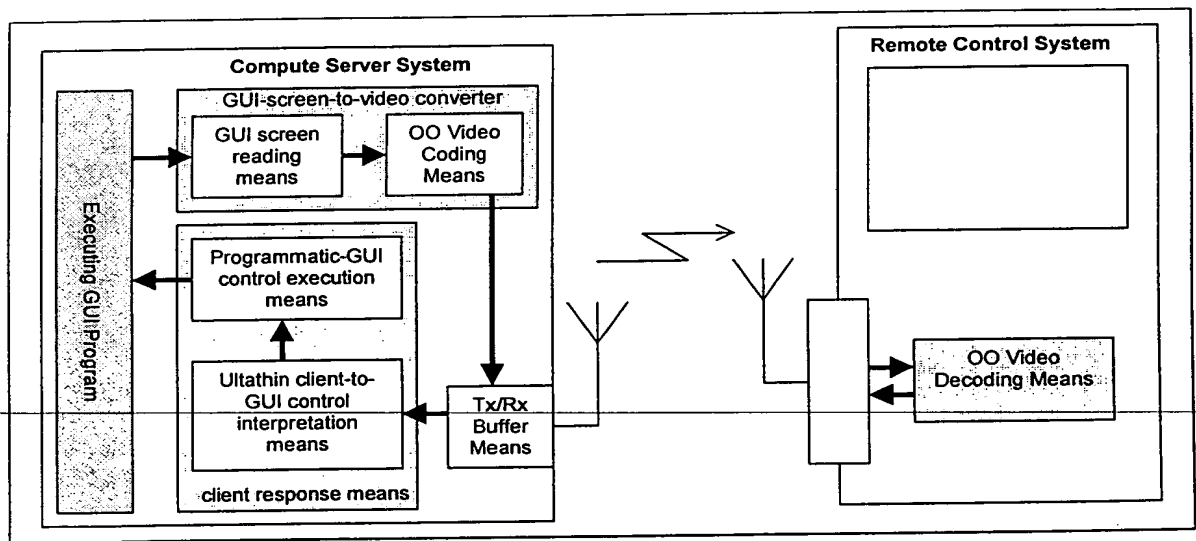 Compute Server System
Executing GUI Program
GUI-screen-to-video converter
GUI screen
reading
means
OO Video
Coding
Means
Programmatic-GUI
control execution
means
Ultathin client-to-
GUI control
interpretation
means
client response means
Tx/Rx
Buffer
Means
Remote Control System
OO Video
Decoding Means